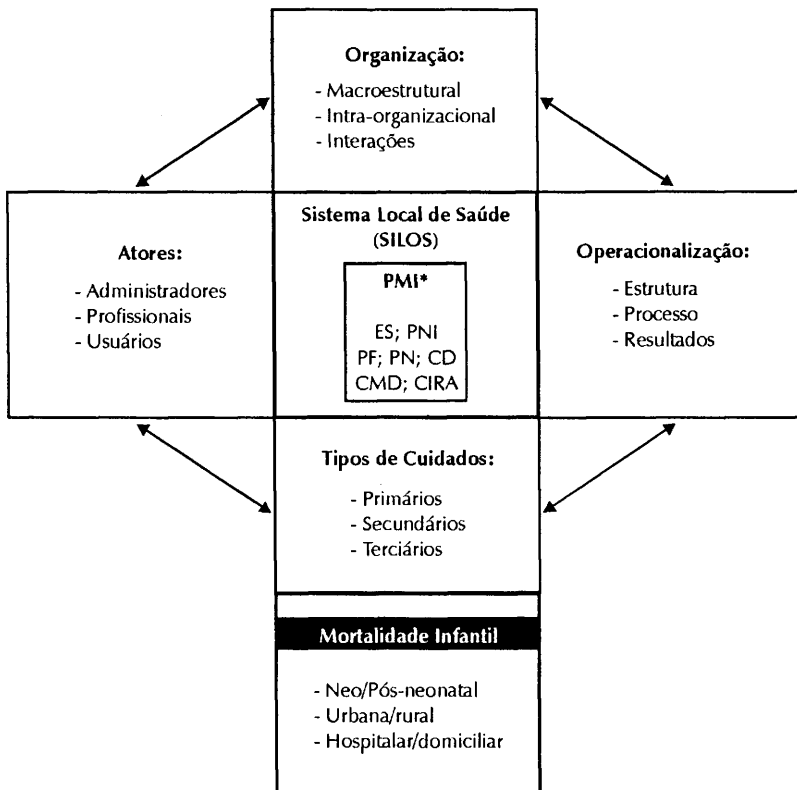 Organização:
- Macroestrutural
- Intra-organizacional
- Interações
Atores:
- Administradores
- Profissionais
- Usuários
Sistema Local de Saúde
(SILOS)
PMI*
ES; PNI
PF; PN; CD
CMD; CIRA
Operacionalização:
- Estrutura
- Processo
- Resultados
Tipos de Cuidados:
- Primários
- Secundários
- Terciários
Mortalidade Infantil
- Neo/Pós-neonatal
- Urbana/rural
- Hospitalar/domiciliar